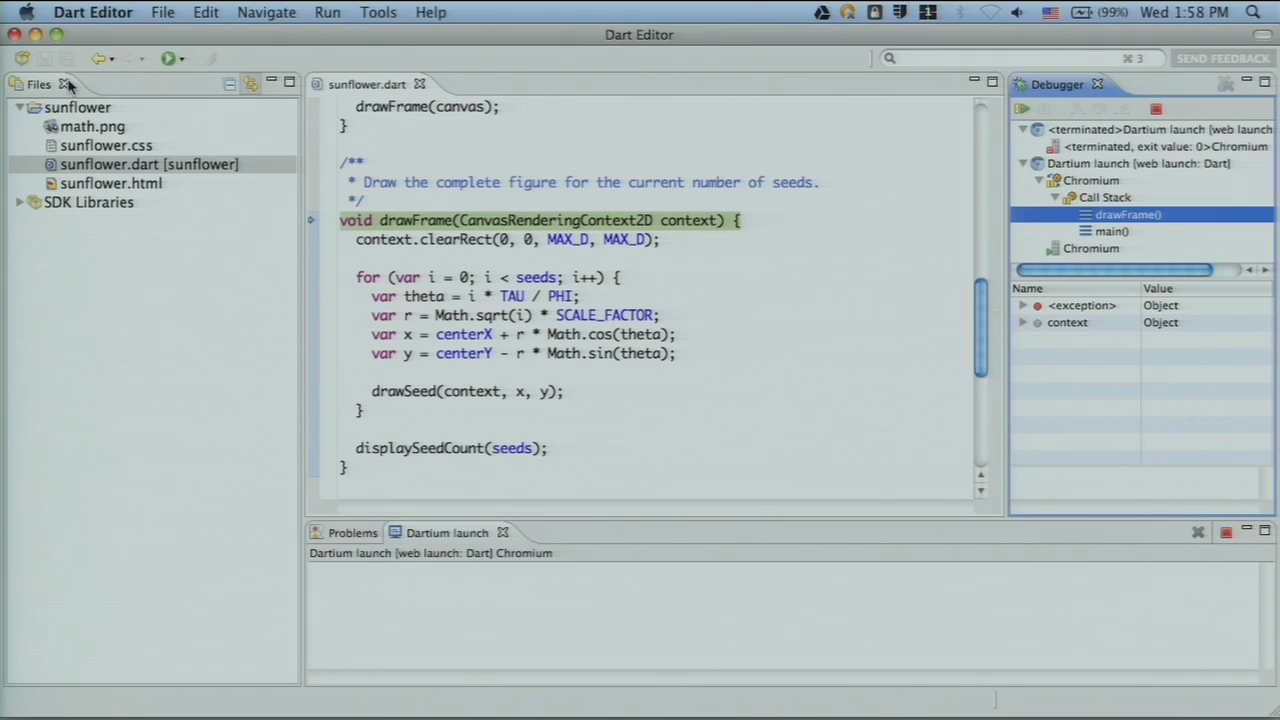 Dart Editor File Edit Navigate Run Tools Help (99%) Wed 1:58 PM
Dart Editor
⌘ 3 SEND FEEDBACK
Files
sunflower
math.png
sunflower.css
sunflower.dart [sunflower]
sunflower.html
SDK Libraries
sunflower.dart
drawFrame(canvas);
}
/**
* Draw the complete figure for the current number of seeds.
*/
void drawFrame(CanvasRenderingContext2D context) {
context.clearRect(0, 0, MAX_D, MAX_D);
for (var i = 0; i < seeds; i++) {
var theta = i * TAU / PHI;
var r = Math.sqrt(i) * SCALE_FACTOR;
var x = centerX + r * Math.cos(theta);
var y = centerY - r * Math.sin(theta);
drawSeed(context, x, y);
}
displaySeedCount(seeds);
}
Debugger
<terminated>Dartium launch [web launch
<terminated, exit value: 0>Chromium
Dartium launch [web launch: Dart]
Chromium
Call Stack
drawFrame()
main()
Chromium
Name Value
<exception> Object
context Object
Problems Dartium launch
Dartium launch [web launch: Dart] Chromium